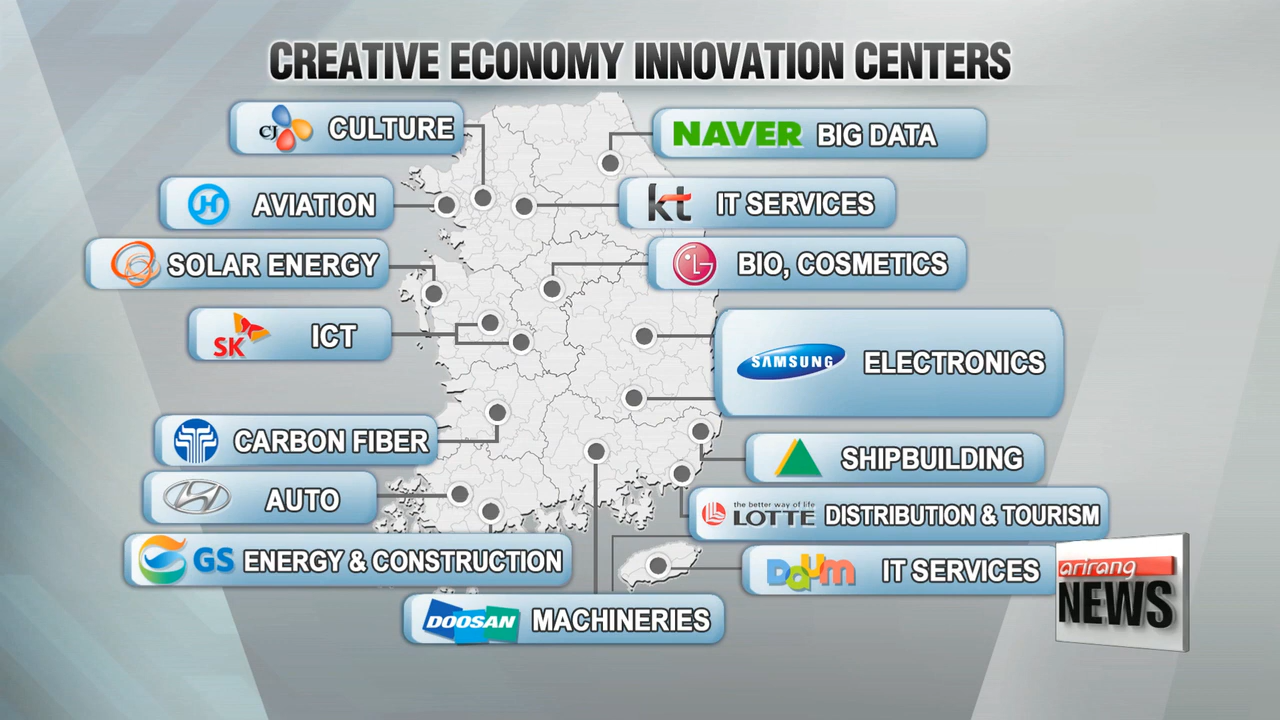 CREATIVE ECONOMY INNOVATION CENTERS
CJ CULTURE
NAVER BIG DATA
AVIATION
kt IT SERVICES
SOLAR ENERGY
LG BIO, COSMETICS
SK ICT
SAMSUNG ELECTRONICS
CARBON FIBER
SHIPBUILDING
AUTO
the better way of life
LOTTE DISTRIBUTION & TOURISM
GS ENERGY & CONSTRUCTION
Daum IT SERVICES
DOOSAN MACHINERIES
arirang
NEWS